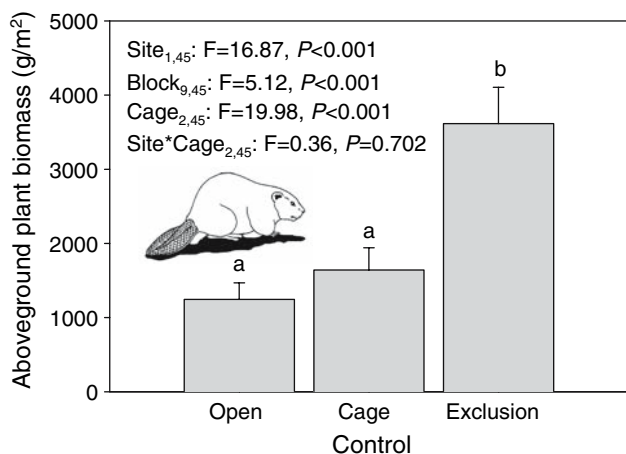 Aboveground plant biomass (g/m²)
5000
4000
3000
2000
1000
0
Site1,45: F=16.87, P<0.001
Block9,45: F=5.12, P<0.001
Cage2,45: F=19.98, P<0.001
Site*Cage2,45: F=0.36, P=0.702
a
a
b
Open Cage Exclusion
Control